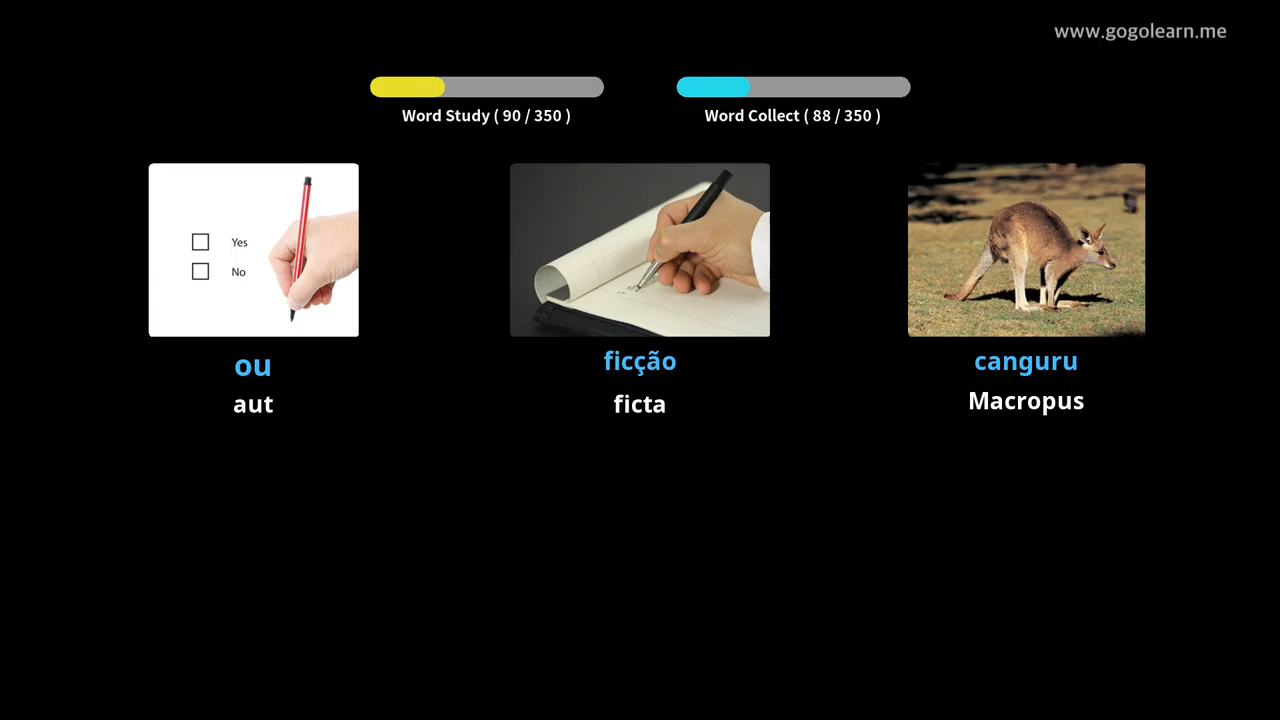 www.gogolearn.me
Word Study ( 90 / 350 )
Word Collect ( 88 / 350 )
Yes
No
ou
aut
ficção
ficta
canguru
Macropus